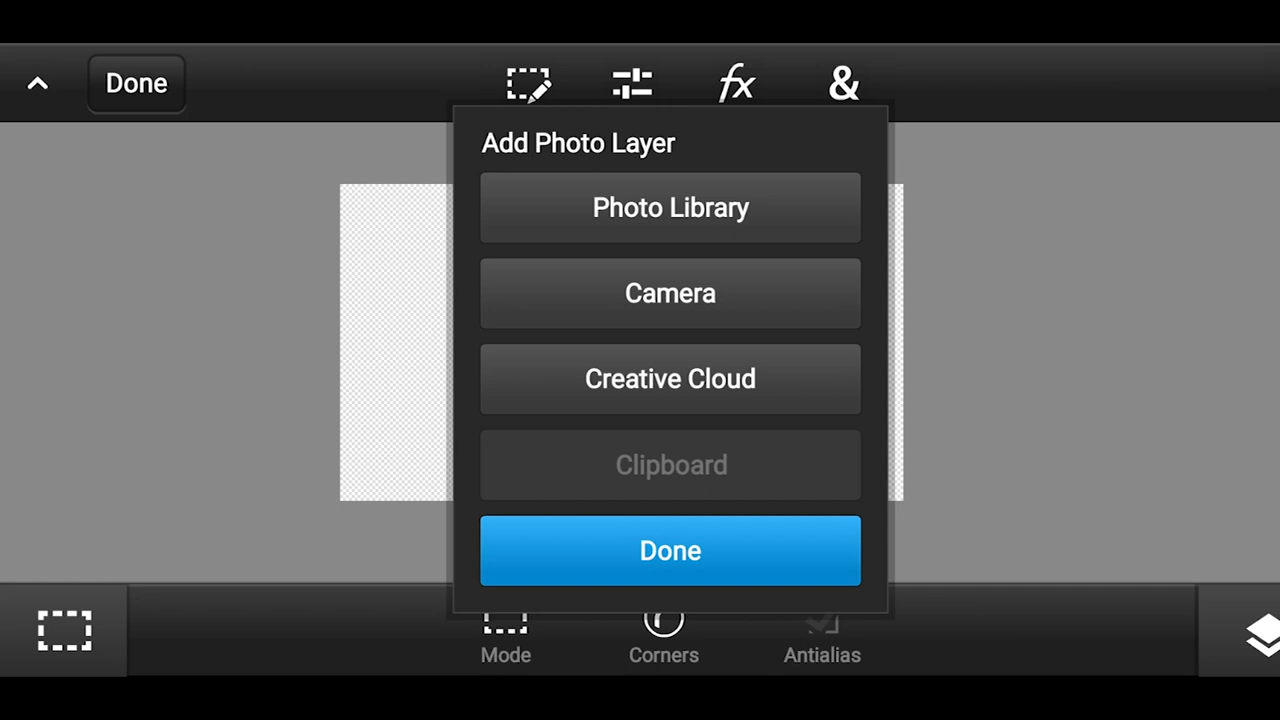 Done
fx
&
Add Photo Layer
Photo Library
Camera
Creative Cloud
Clipboard
Done
Mode
Corners
Antialias